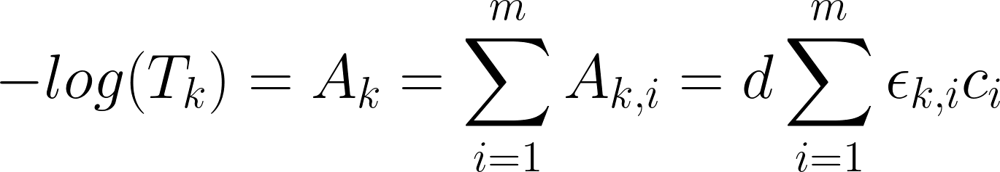 $-log(T_k) = A_k = \sum_{i=1}^{m} A_{k,i} = d \sum_{i=1}^{m} \epsilon_{k,i} c_i$